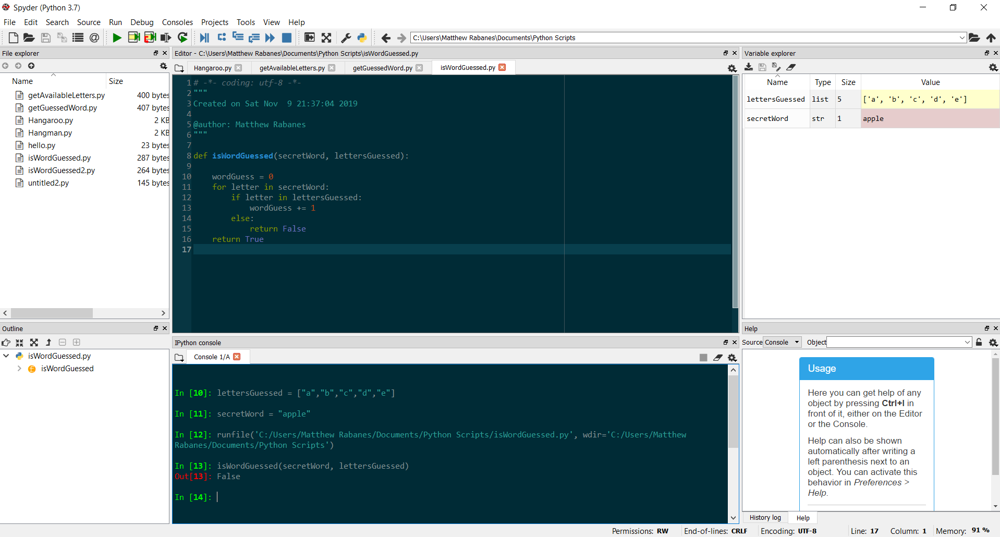 Spyder (Python 3.7)
File Edit Search Source Run Debug Consoles Projects Tools View Help
C:\Users\Matthew Rabanes\Documents\Python Scripts
File explorer
Name Size
getAvailableLetters.py 400 bytes
getGuessedWord.py 407 bytes
Hangaroo.py 2 KB
Hangman.py 2 KB
hello.py 23 bytes
isWordGuessed.py 287 bytes
isWordGuessed2.py 264 bytes
untitled2.py 145 bytes
Outline
isWordGuessed.py
isWordGuessed
Editor - C:\Users\Matthew Rabanes\Documents\Python Scripts\isWordGuessed.py
Hangaroo.py getAvailableLetters.py getGuessedWord.py isWordGuessed.py
1 # -*- coding: utf-8 -*-
2 """
3 Created on Sat Nov  9 21:37:04 2019
4
5 @author: Matthew Rabanes
6 """
7
8 def isWordGuessed(secretWord, lettersGuessed):
9
10     wordGuess = 0
11     for letter in secretWord:
12         if letter in lettersGuessed:
13             wordGuess += 1
14         else:
15             return False
16     return True
17
IPython console
Console 1/A
In [10]: lettersGuessed = ["a","b","c","d","e"]
In [11]: secretWord = "apple"
In [12]: runfile('C:/Users/Matthew Rabanes/Documents/Python Scripts/isWordGuessed.py', wdir='C:/Users/Matthew
Rabanes/Documents/Python Scripts')
In [13]: isWordGuessed(secretWord, lettersGuessed)
Out[13]: False
In [14]:
Variable explorer
Name Type Size Value
lettersGuessed list 5 ['a', 'b', 'c', 'd', 'e']
secretWord str 1 apple
Help
Source Console Object
Usage
Here you can get help of any
object by pressing Ctrl+I in
front of it, either on the Editor
or the Console.
Help can also be shown
automatically after writing a
left parenthesis next to an
object. You can activate this
behavior in Preferences >
Help.
History log Help
Permissions: RW End-of-lines: CRLF Encoding: UTF-8 Line: 17 Column: 1 Memory: 91 %